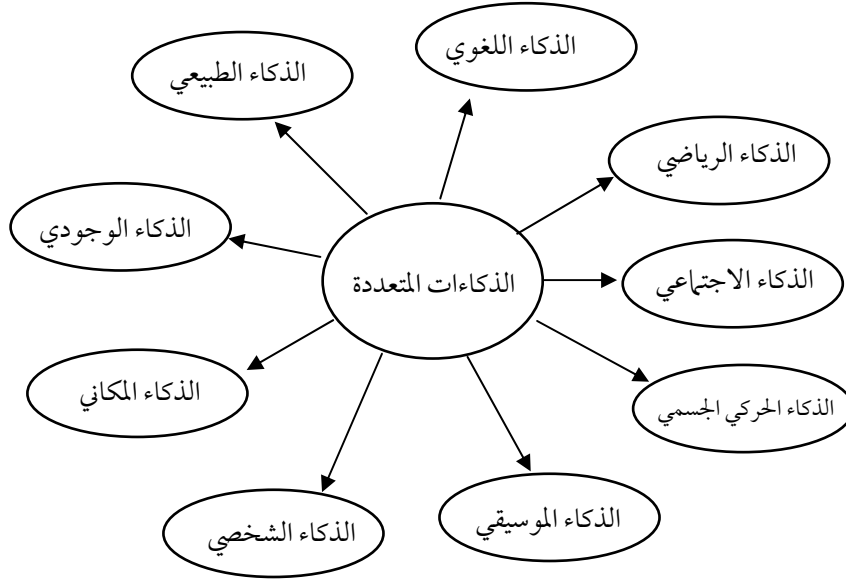 الذكاء اللغوي
الذكاء الطبيعي
الذكاء الرياضي
الذكاء الوجودي
الذكاءات المتعددة
الذكاء الاجتماعي
الذكاء المكاني
الذكاء الحركي الجسمي
الذكاء الموسيقي
الذكاء الشخصي